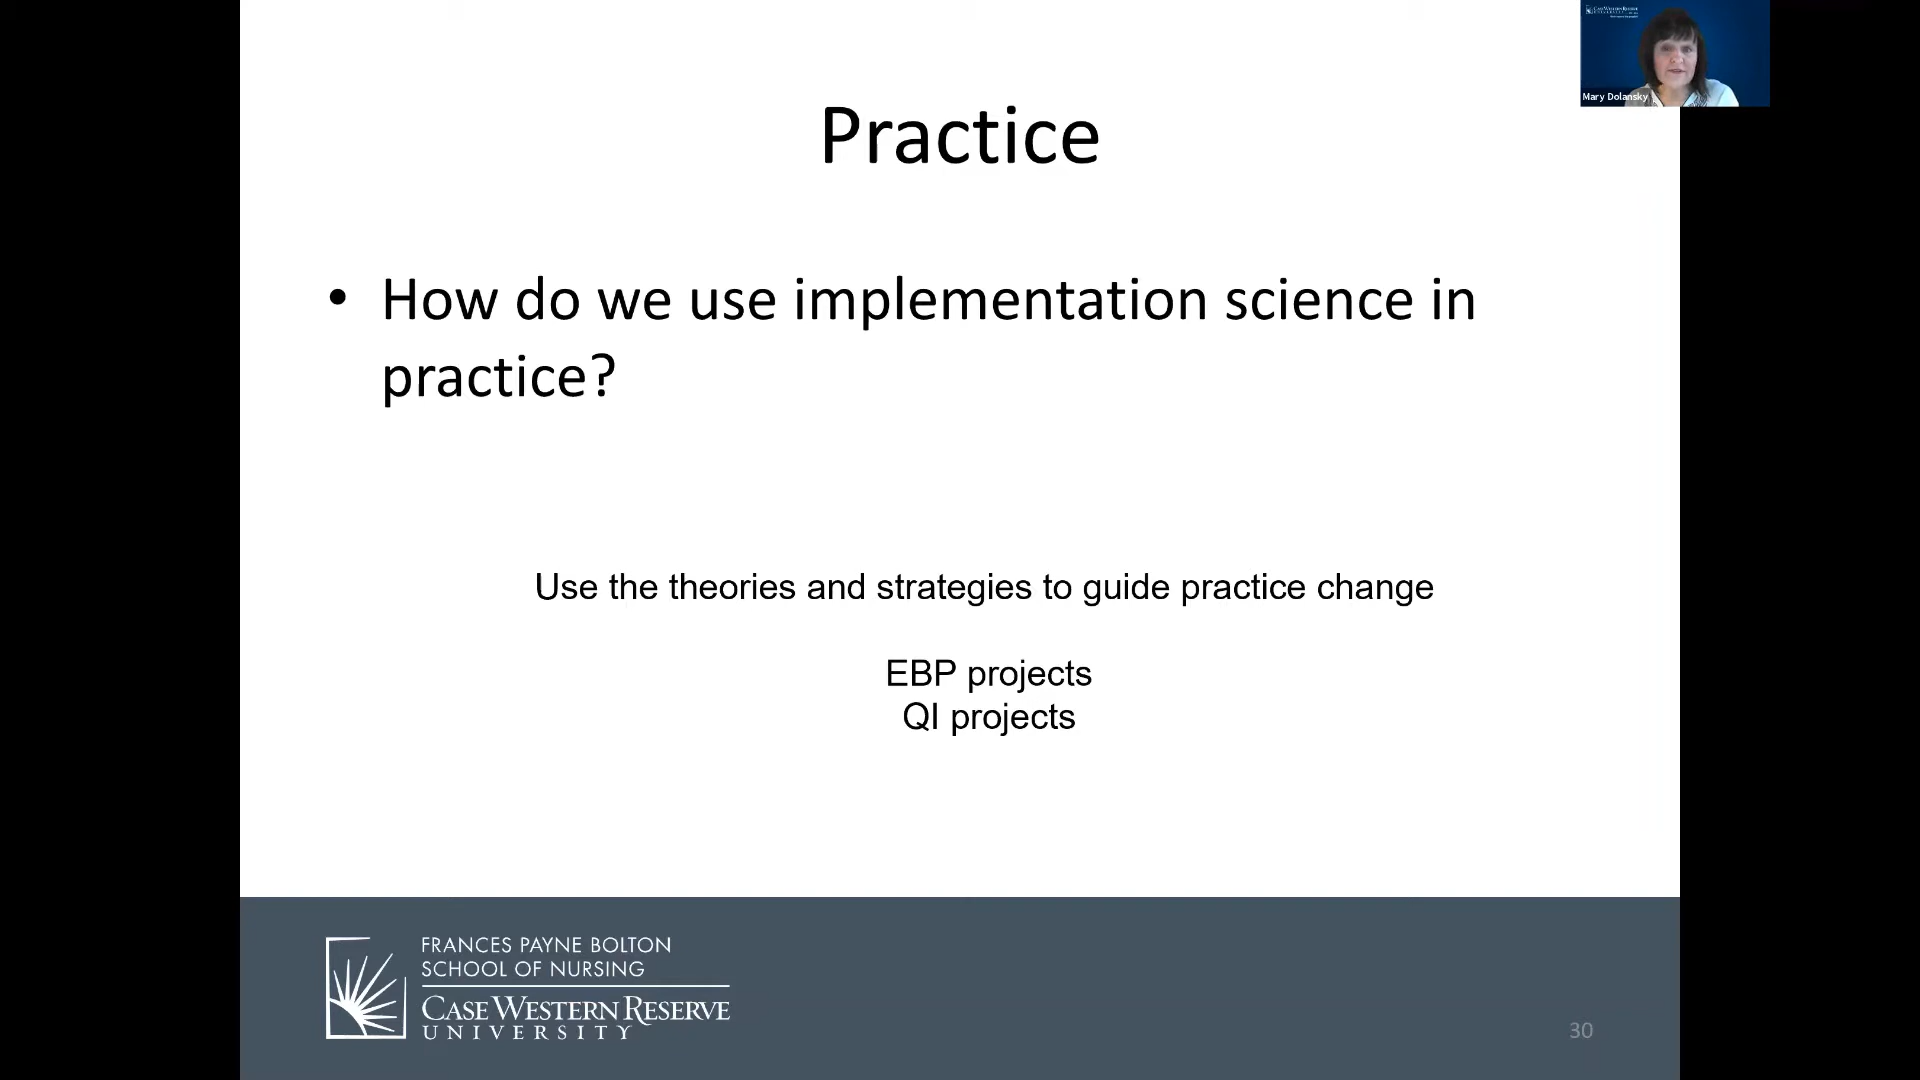 Mary Dolansky
Practice
• How do we use implementation science in
practice?
Use the theories and strategies to guide practice change
EBP projects
QI projects
FRANCES PAYNE BOLTON
SCHOOL OF NURSING
CASE WESTERN RESERVE
UNIVERSITY
30